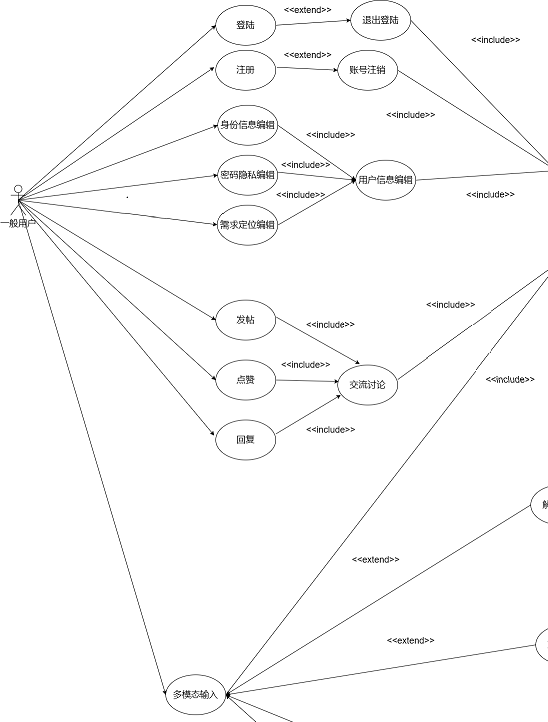 登陆
<<extend>>
退出登陆
<<include>>
注册
<<extend>>
账号注销
<<include>>
身份信息编辑
<<include>>
密码隐私编辑
<<include>>
用户信息编辑
<<include>>
需求定位编辑
<<include>>
一般用户
发帖
<<include>>
<<include>>
点赞
<<include>>
交流讨论
<<include>>
回复
<<include>>
<<extend>>
<<extend>>
多模态输入